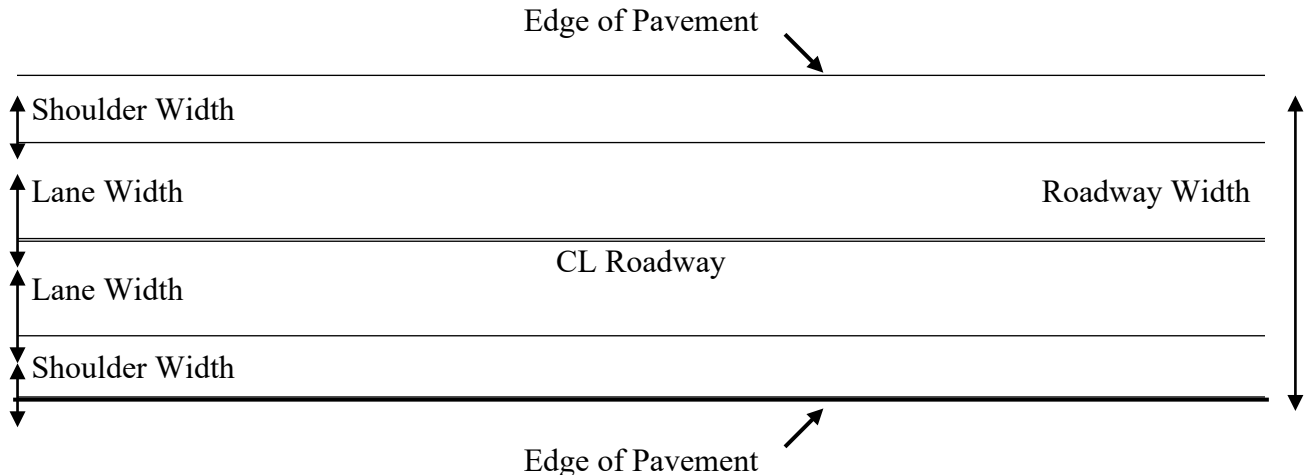 Edge of Pavement
Shoulder Width
Lane Width
Roadway Width
CL Roadway
Lane Width
Shoulder Width
Edge of Pavement